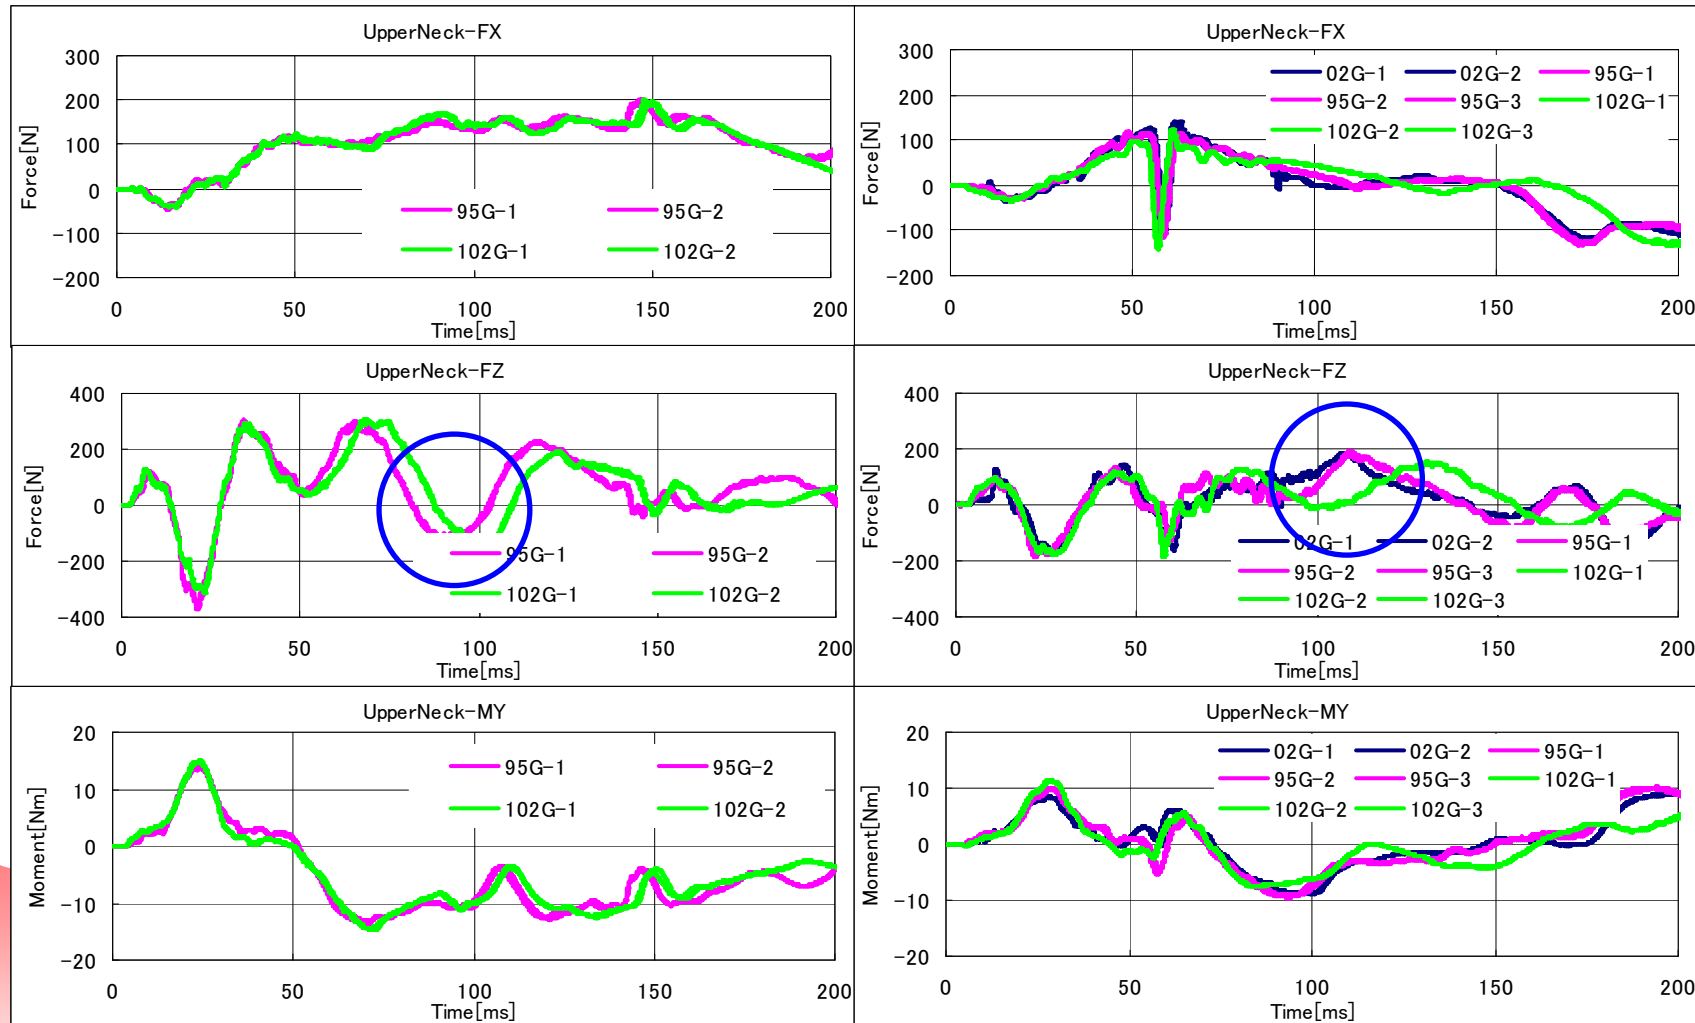 UpperNeck-FX
300
200
100
0
-100
-200
Force[N]
95G-1 95G-2
102G-1 102G-2
0 50 100 150 200
Time[ms]
UpperNeck-FX
300
200
100
0
-100
-200
Force[N]
02G-1 02G-2 95G-1
95G-2 95G-3 102G-1
102G-2 102G-3
0 50 100 150 200
Time[ms]
UpperNeck-FZ
400
200
0
-200
-400
Force[N]
95G-1 95G-2
102G-1 102G-2
0 50 100 150 200
Time[ms]
UpperNeck-FZ
400
200
0
-200
-400
Force[N]
02G-1 02G-2 95G-1
95G-2 95G-3 102G-1
102G-2 102G-3
0 50 100 150 200
Time[ms]
UpperNeck-MY
20
10
0
-10
-20
Moment[Nm]
95G-1 95G-2
102G-1 102G-2
0 50 100 150 200
Time[ms]
UpperNeck-MY
20
10
0
-10
-20
Moment[Nm]
02G-1 02G-2 95G-1
95G-2 95G-3 102G-1
102G-2 102G-3
0 50 100 150 200
Time[ms]